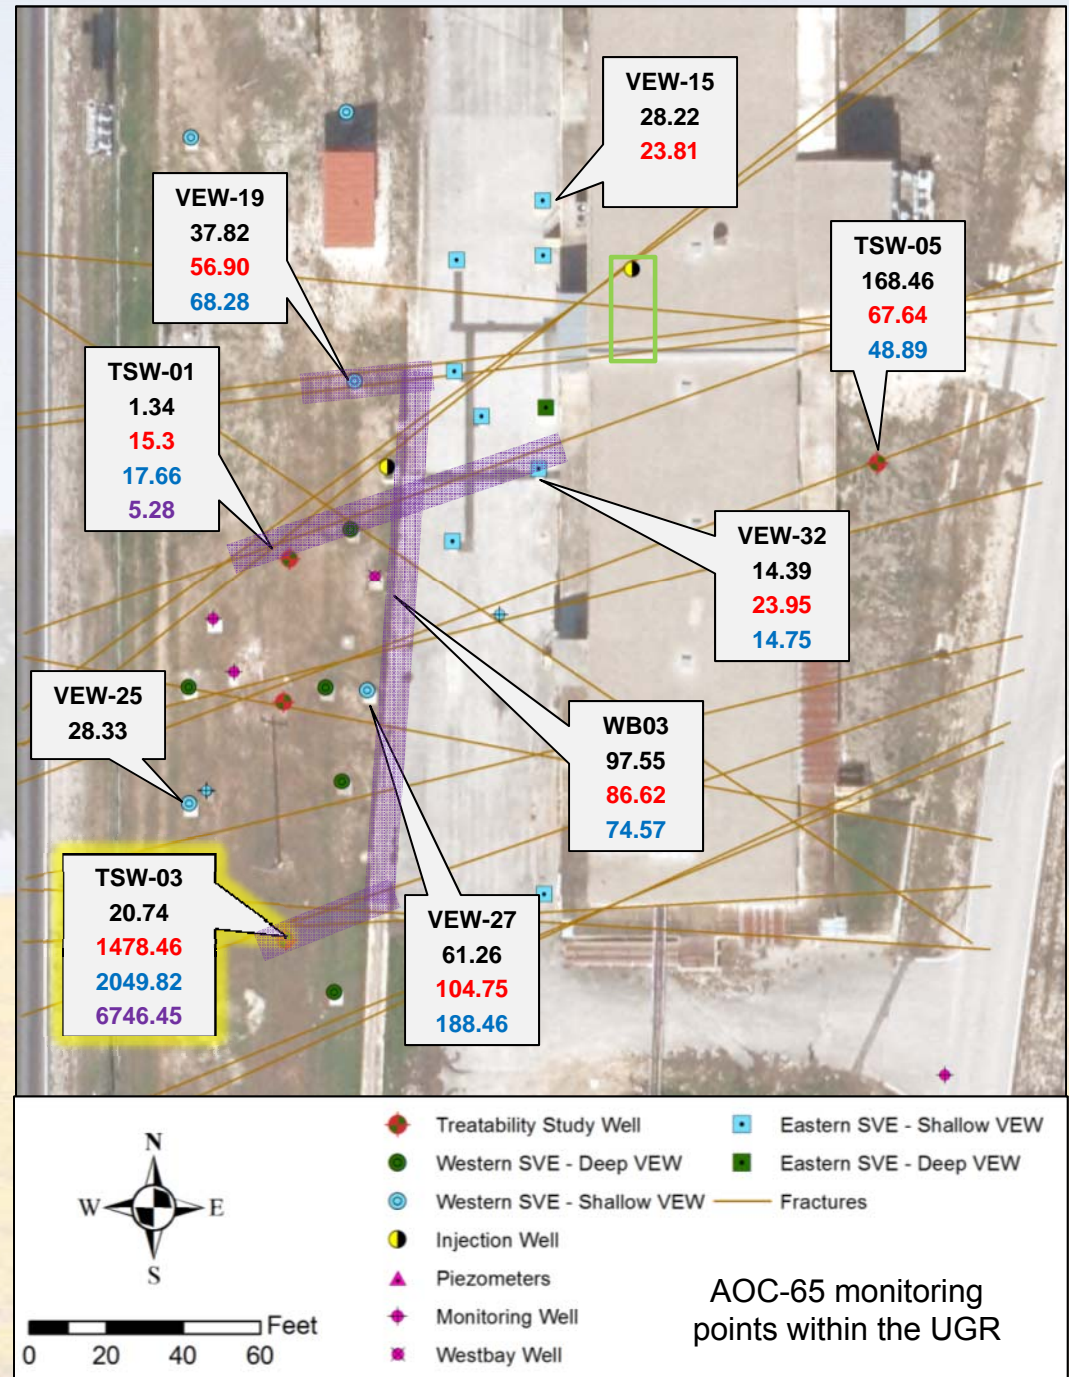 VEW-15
28.22
23.81
VEW-19
37.82
56.90
68.28
TSW-05
168.46
67.64
48.89
TSW-01
1.34
15.3
17.66
5.28
VEW-32
14.39
23.95
14.75
VEW-25
28.33
WB03
97.55
86.62
74.57
TSW-03
20.74
1478.46
2049.82
6746.45
VEW-27
61.26
104.75
188.46
N
W
E
S
Feet
0 20 40 60
Treatability Study Well
Western SVE - Deep VEW
Western SVE - Shallow VEW
Injection Well
Piezometers
Monitoring Well
Westbay Well
Eastern SVE - Shallow VEW
Eastern SVE - Deep VEW
Fractures
AOC-65 monitoring
points within the UGR